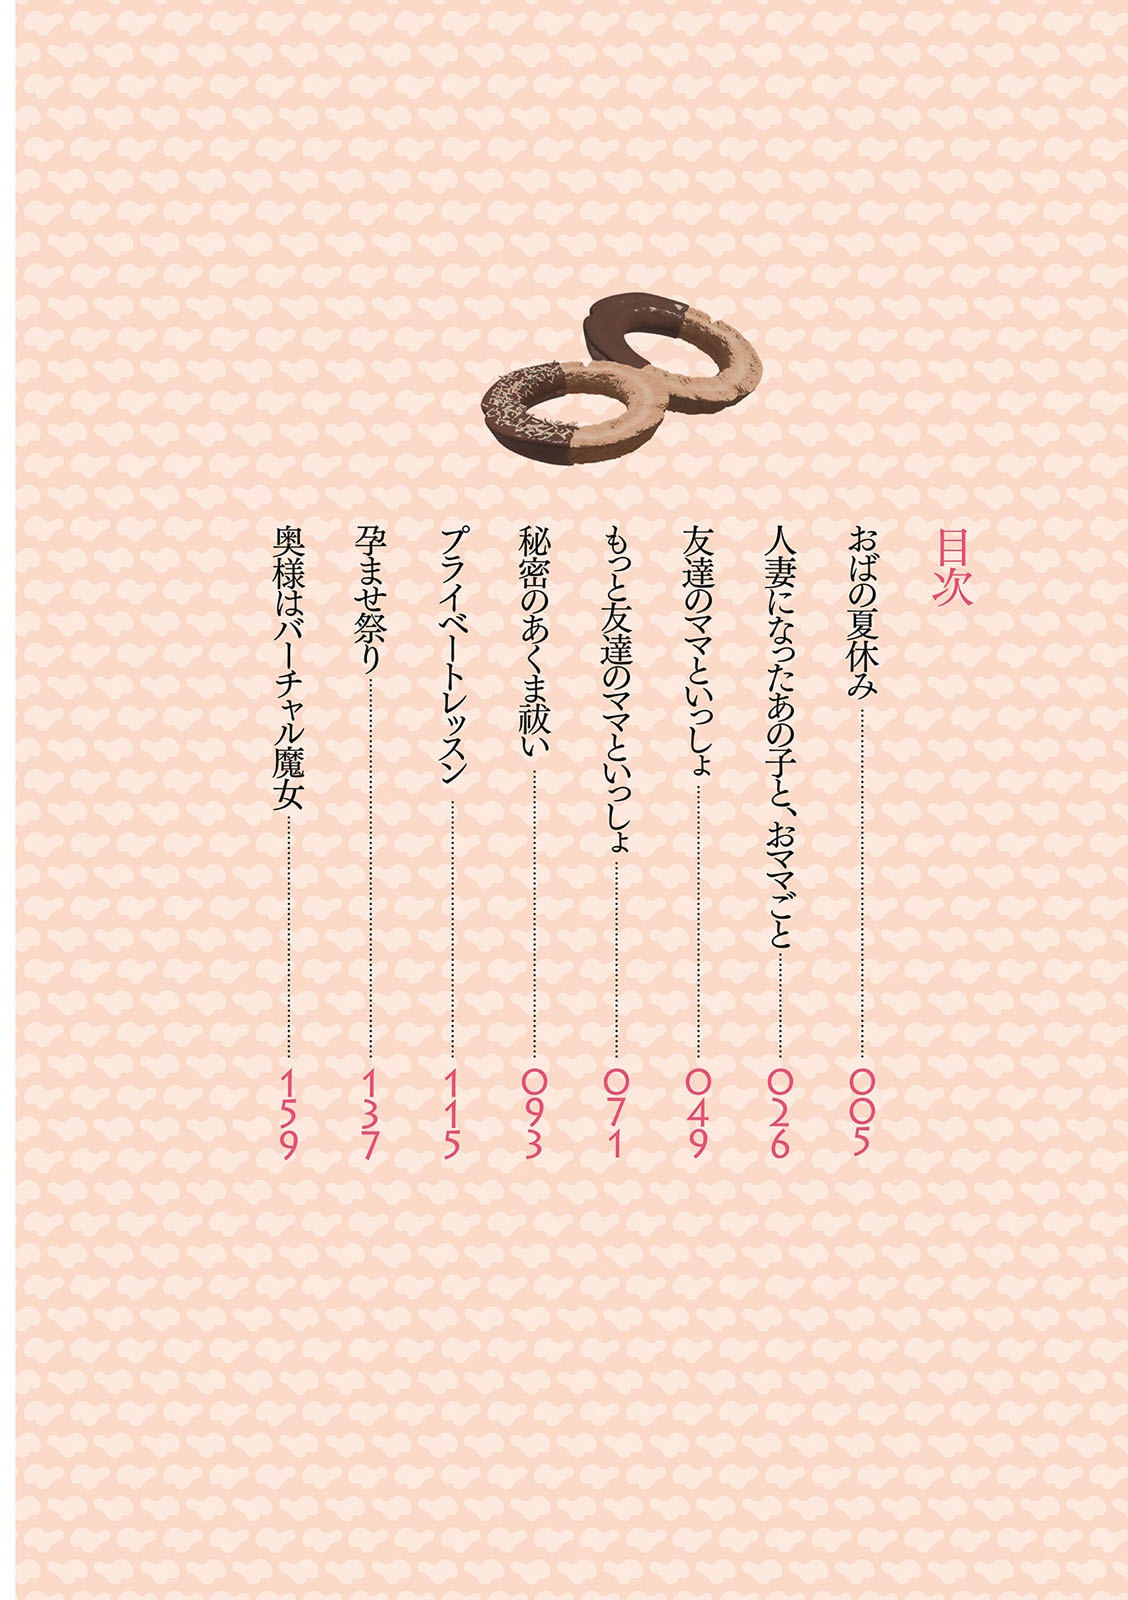 目次
おばの夏休み 005
人妻になったあの子と、おママごと 026
友達のママといっしょ 049
もっと友達のママといっしょ 071
秘密のあくま祓い 093
プライベートレッスン 115
孕ませ祭り 137
奥様はバーチャル魔女 159